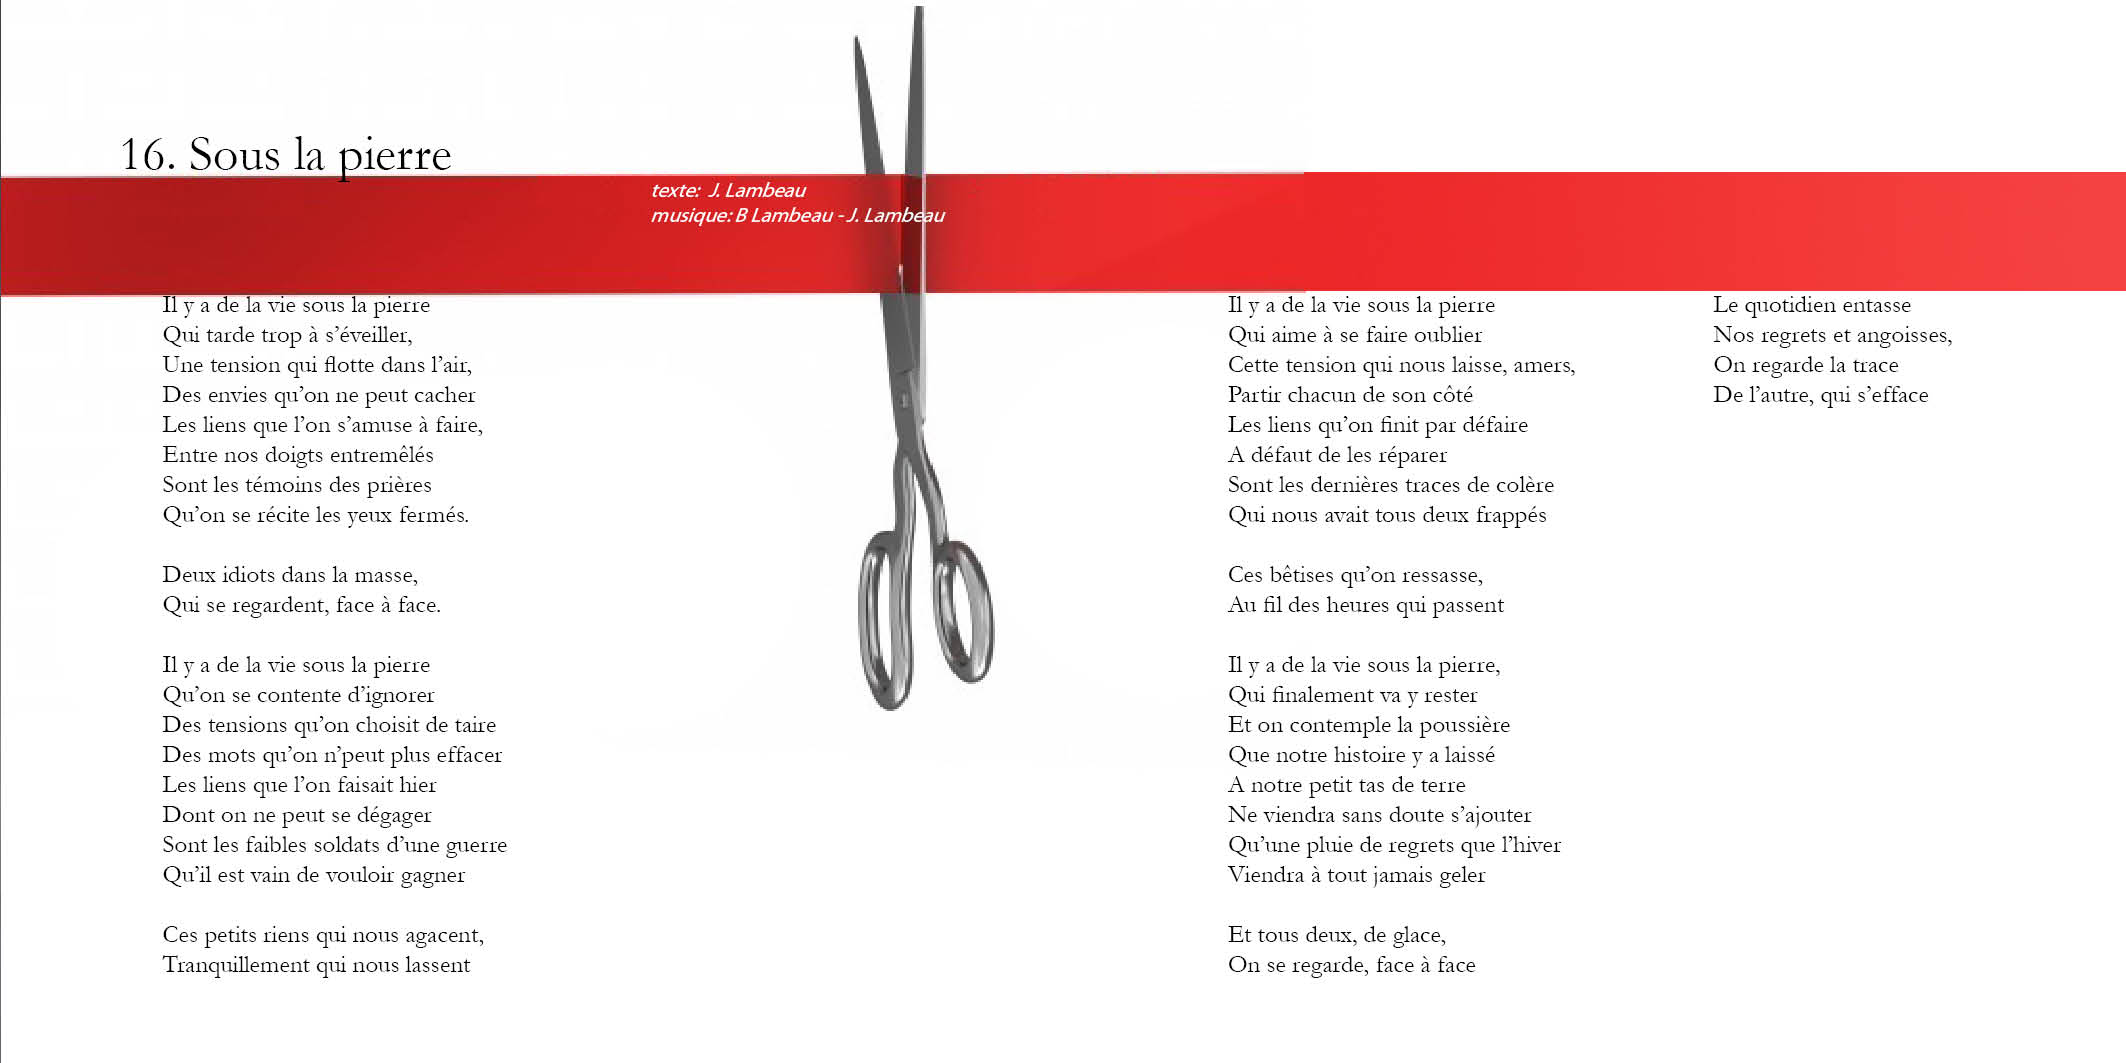 16. Sous la pierre
texte: J. Lambeau
musique: B Lambeau - J. Lambeau
Il y a de la vie sous la pierre
Qui tarde trop à s’éveiller,
Une tension qui flotte dans l’air,
Des envies qu’on ne peut cacher
Les liens que l’on s’amuse à faire,
Entre nos doigts entremêlés
Sont les témoins des prières
Qu’on se récite les yeux fermés.

Deux idiots dans la masse,
Qui se regardent, face à face.

Il y a de la vie sous la pierre
Qu’on se contente d’ignorer
Des tensions qu’on choisit de taire
Des mots qu’on n’peut plus effacer
Les liens que l’on faisait hier
Dont on ne peut se dégager
Sont les faibles soldats d’une guerre
Qu’il est vain de vouloir gagner

Ces petits riens qui nous agacent,
Tranquillement qui nous lassent

Il y a de la vie sous la pierre
Qui aime à se faire oublier
Cette tension qui nous laisse, amers,
Partir chacun de son côté
Les liens qu’on finit par défaire
A défaut de les réparer
Sont les dernières traces de colère
Qui nous avait tous deux frappés

Ces bêtises qu’on ressasse,
Au fil des heures qui passent

Il y a de la vie sous la pierre,
Qui finalement va y rester
Et on contemple la poussière
Que notre histoire y a laissé
A notre petit tas de terre
Ne viendra sans doute s’ajouter
Qu’une pluie de regrets que l’hiver
Viendra à tout jamais geler

Et tous deux, de glace,
On se regarde, face à face

Le quotidien entasse
Nos regrets et angoisses,
On regarde la trace
De l’autre, qui s’efface